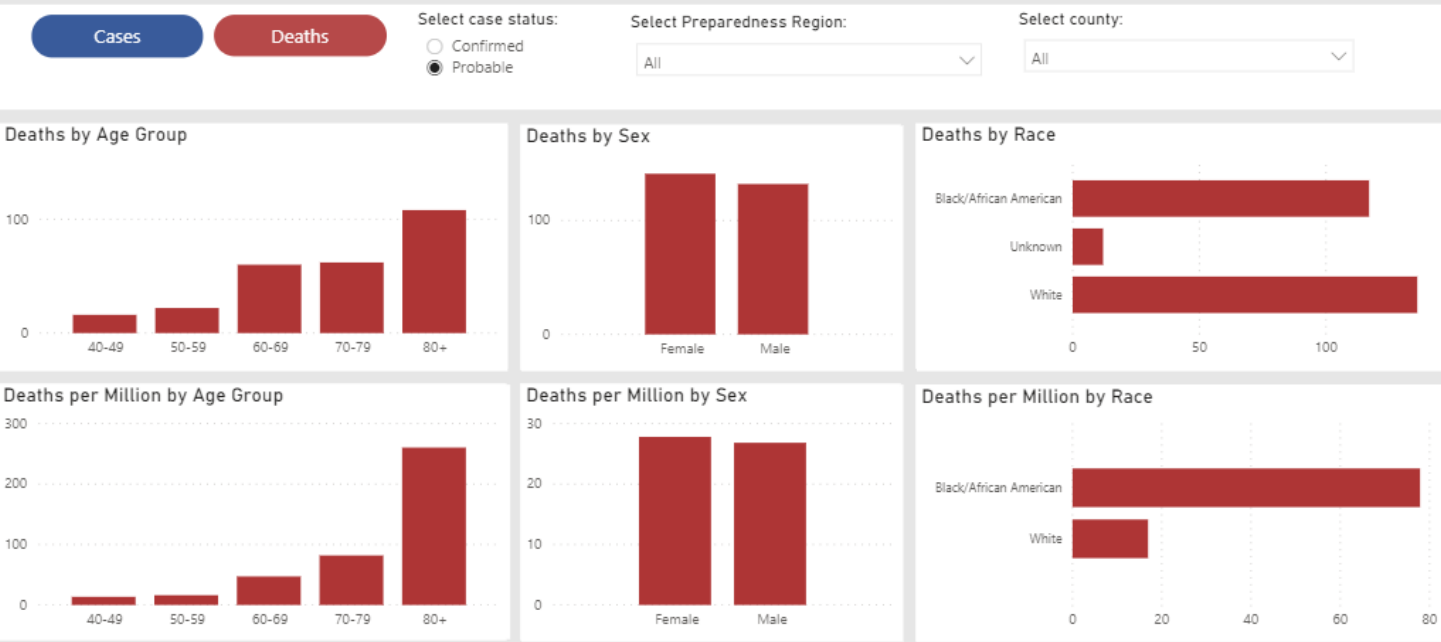 Cases
Deaths
Select case status:
Confirmed
Probable
Select Preparedness Region:
All
Select county:
All
Deaths by Age Group
100
0
40-49 50-59 60-69 70-79 80+
Deaths by Sex
100
0
Female Male
Deaths by Race
Black/African American
Unknown
White
0 50 100
Deaths per Million by Age Group
300
200
100
0
40-49 50-59 60-69 70-79 80+
Deaths per Million by Sex
30
20
10
0
Female Male
Deaths per Million by Race
Black/African American
White
0 20 40 60 80